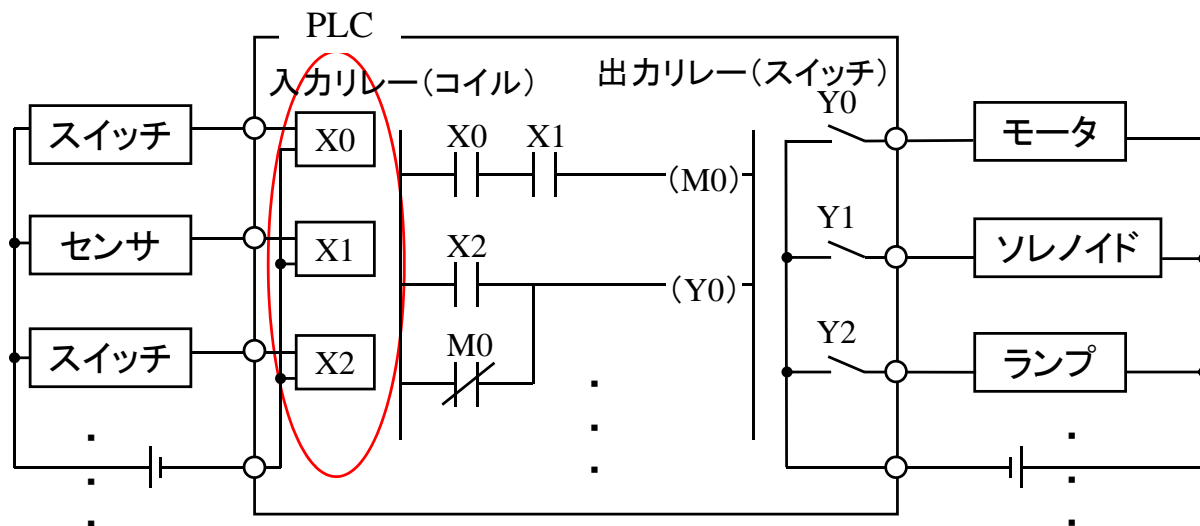 PLC
入力リレー(コイル)
出力リレー(スイッチ)
スイッチ
X0
X0
X1
(M0)
Y0
モータ
センサ
X1
X2
(Y0)
Y1
ソレノイド
スイッチ
X2
M0
Y2
ランプ